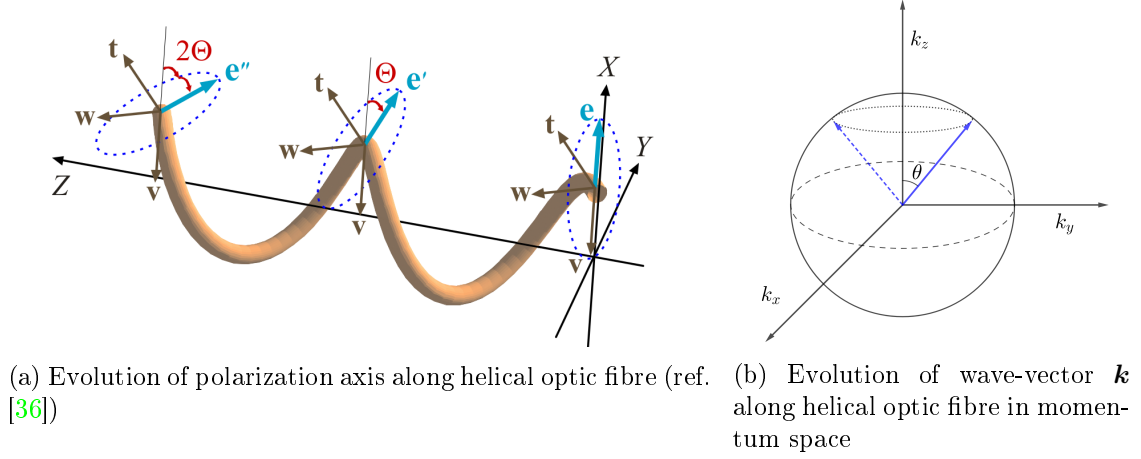 2Θ
t
e″
w
v
Z
Θ
t
e′
w
v
X
e
t
Y
w
v
k_z
θ
k_y
k_x
(a) Evolution of polarization axis along helical optic fibre (ref.
[36])
(b) Evolution of wave-vector k
along helical optic fibre in momen-
tum space